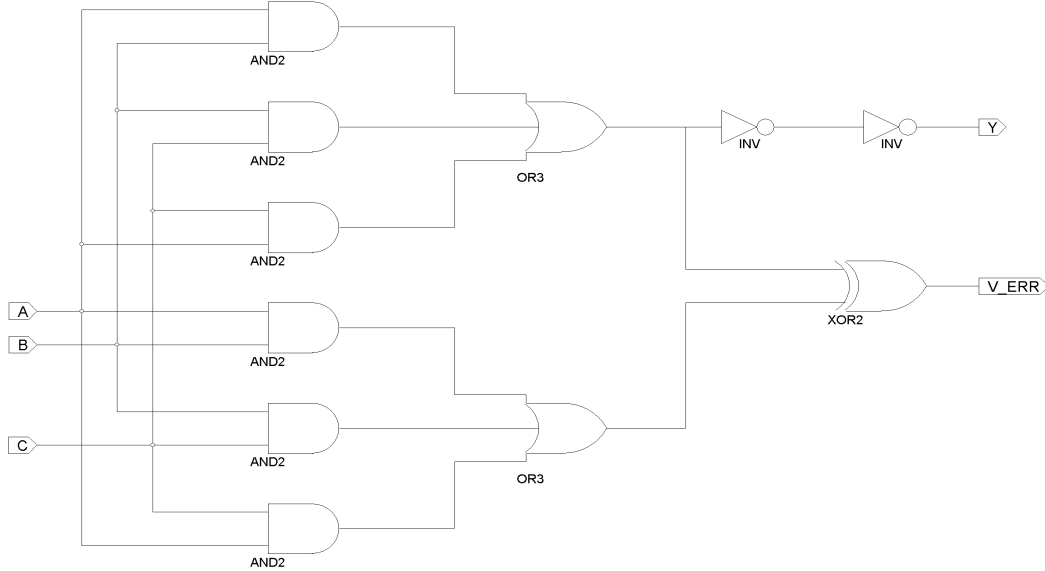 AND2
AND2
INV
INV
Y
OR3
AND2
A
V_ERR
B
XOR2
AND2
C
AND2
OR3
AND2